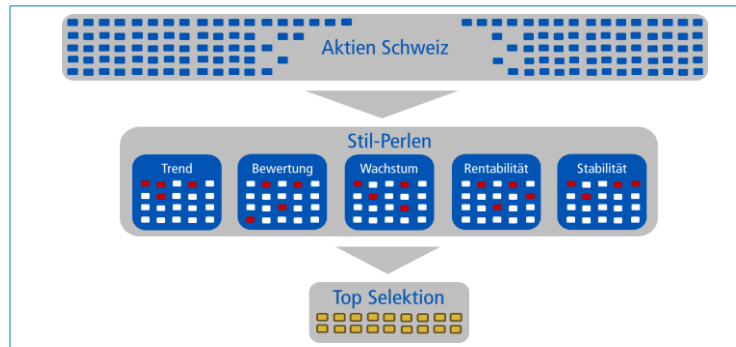 Aktien Schweiz
Stil-Perlen
Trend
Bewertung
Wachstum
Rentabilität
Stabilität
Top Selektion